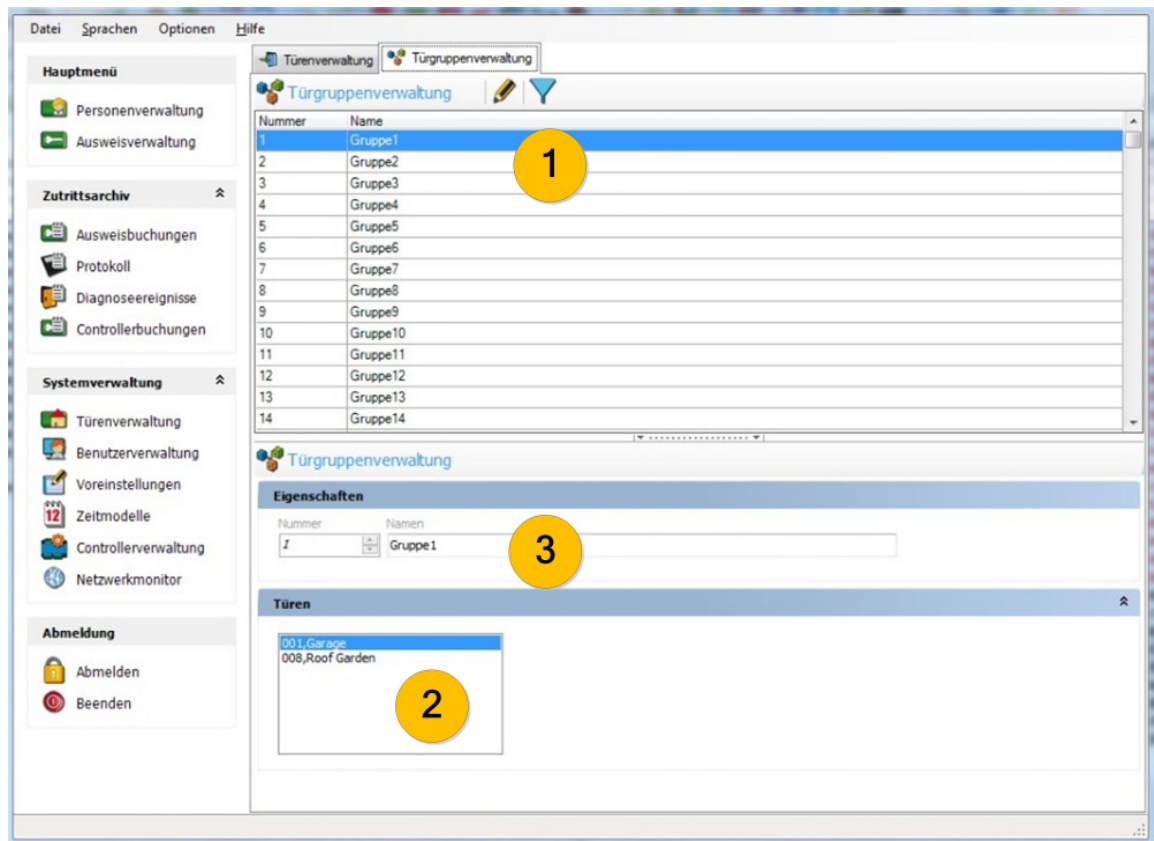 Datei Sprachen Optionen Hilfe
Hauptmenü
Personenverwaltung
Ausweisverwaltung
Zutrittsarchiv
Ausweisbuchungen
Protokoll
Diagnoseereignisse
Controllerbuchungen
Systemverwaltung
Türenverwaltung
Benutzerverwaltung
Voreinstellungen
12 Zeitmodelle
Controllerverwaltung
Netzwerkmonitor
Abmeldung
Abmelden
Beenden
Türenverwaltung Türgruppenverwaltung
Türgruppenverwaltung
Nummer Name
1 Gruppe1
1
2 Gruppe2
3 Gruppe3
4 Gruppe4
5 Gruppe5
6 Gruppe6
7 Gruppe7
8 Gruppe8
9 Gruppe9
10 Gruppe10
11 Gruppe11
12 Gruppe12
13 Gruppe13
14 Gruppe14
Türgruppenverwaltung
Eigenschaften
Nummer Namen
1 Gruppe1
3
Türen
001,Garage
008,Roof Garden
2